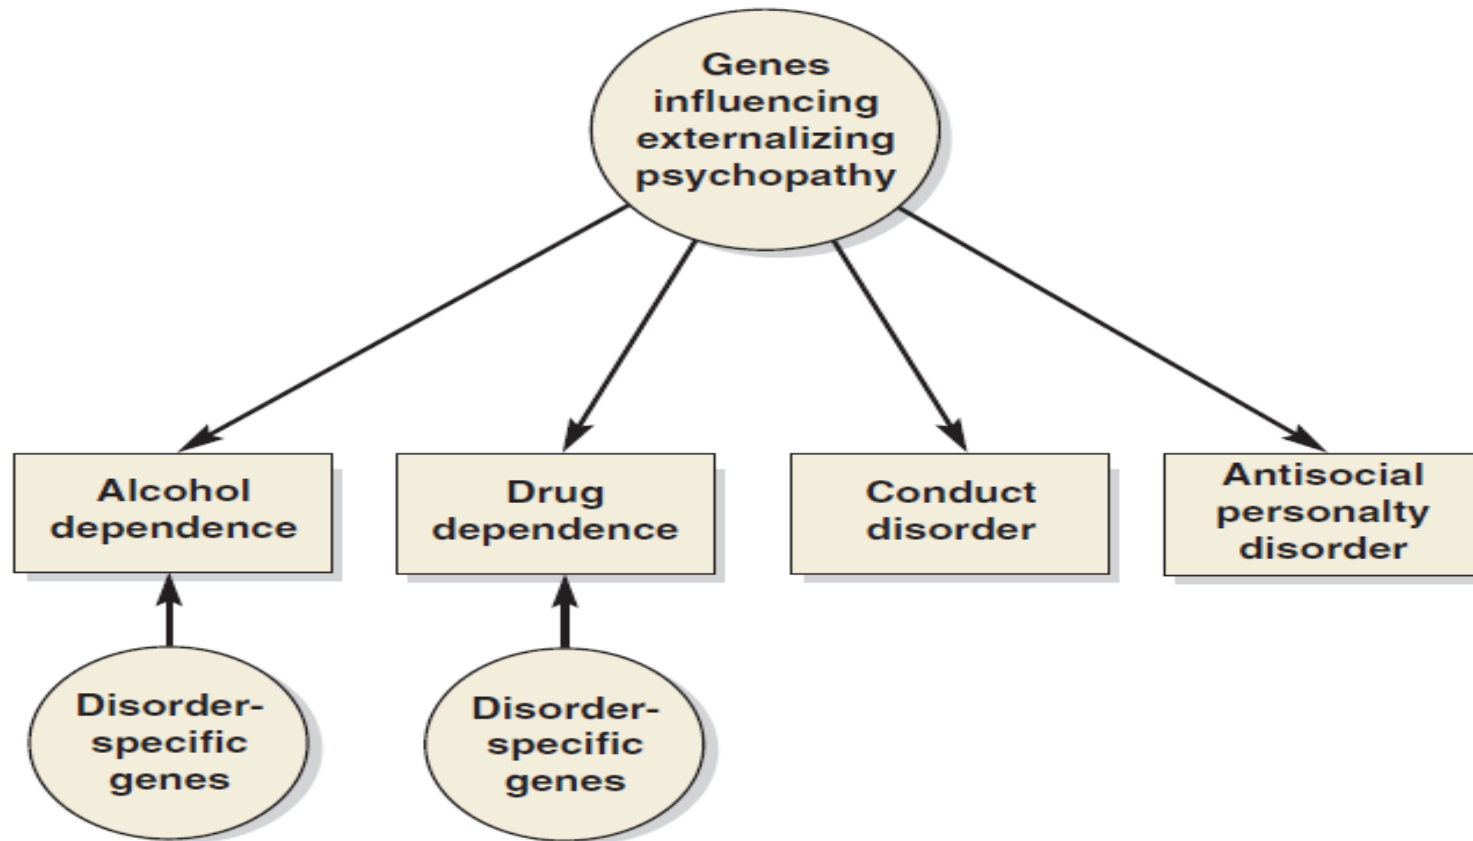 Genes
influencing
externalizing
psychopathy
Alcohol
dependence
Drug
dependence
Conduct
disorder
Antisocial
personalty
disorder
Disorder-
specific
genes
Disorder-
specific
genes